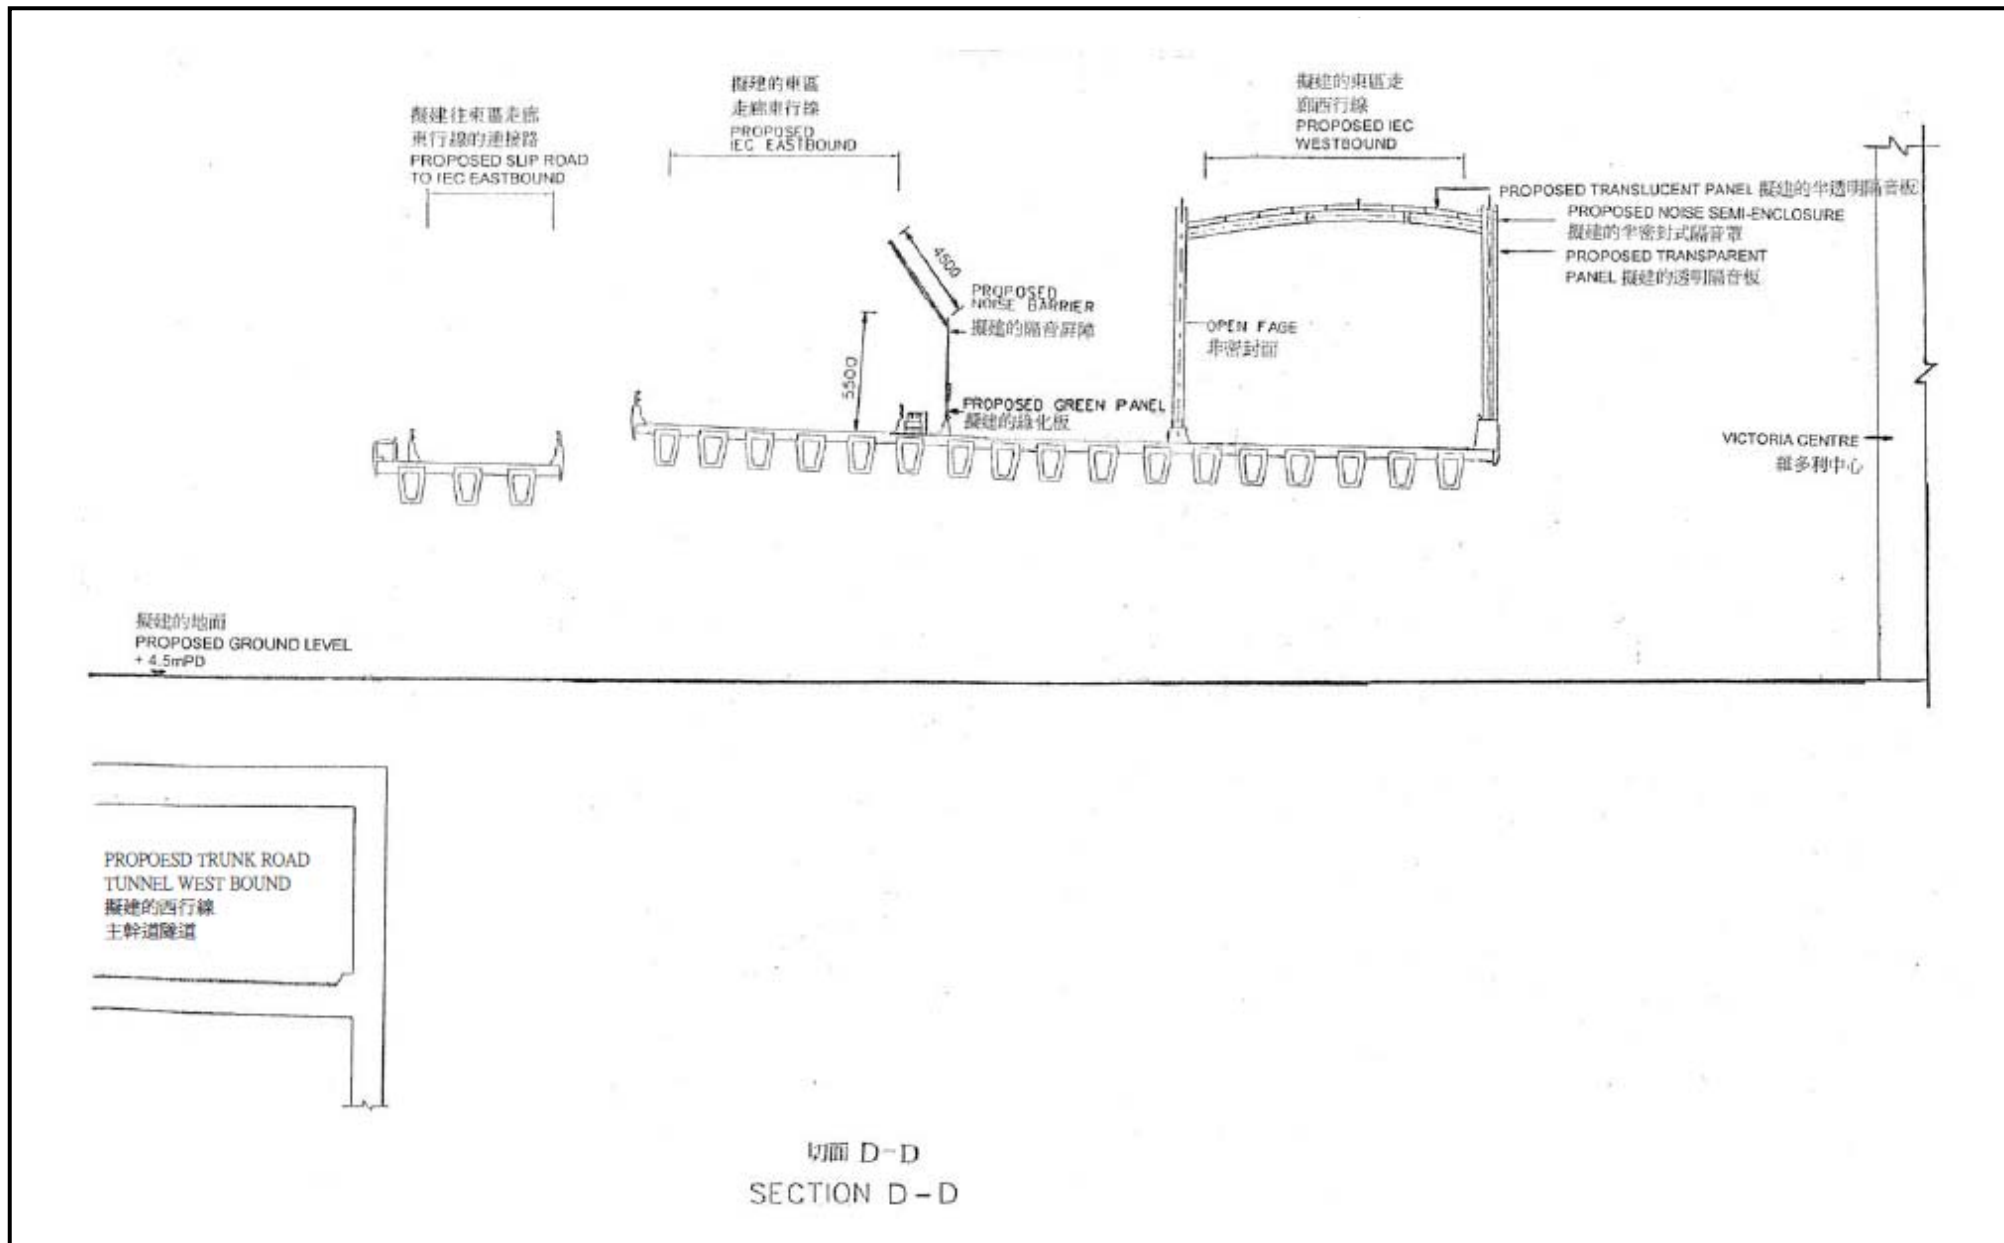 擬建往東區走廊
東行線的連接路
PROPOSED SLIP ROAD
TO IEC EASTBOUND
擬建的東區
走廊東行線
PROPOSED
IEC EASTBOUND
擬建的東區走
廊西行線
PROPOSED IEC
WESTBOUND
PROPOSED TRANSLUCENT PANEL 擬建的半透明隔音板
PROPOSED NOISE SEMI-ENCLOSURE
擬建的半密封式隔音罩
PROPOSED TRANSPARENT
PANEL 擬建的透明隔音板
4500
PROPOSED
NOISE BARRIER
擬建的隔音屏障
OPEN FAGE
非密封面
5500
PROPOSED GREEN PANEL
擬建的綠化板
VICTORIA CENTRE
維多利中心
擬建的地面
PROPOSED GROUND LEVEL
+ 4.5mPD
PROPOESD TRUNK ROAD
TUNNEL WEST BOUND
擬建的西行線
主幹道隧道
切面 D-D
SECTION D-D